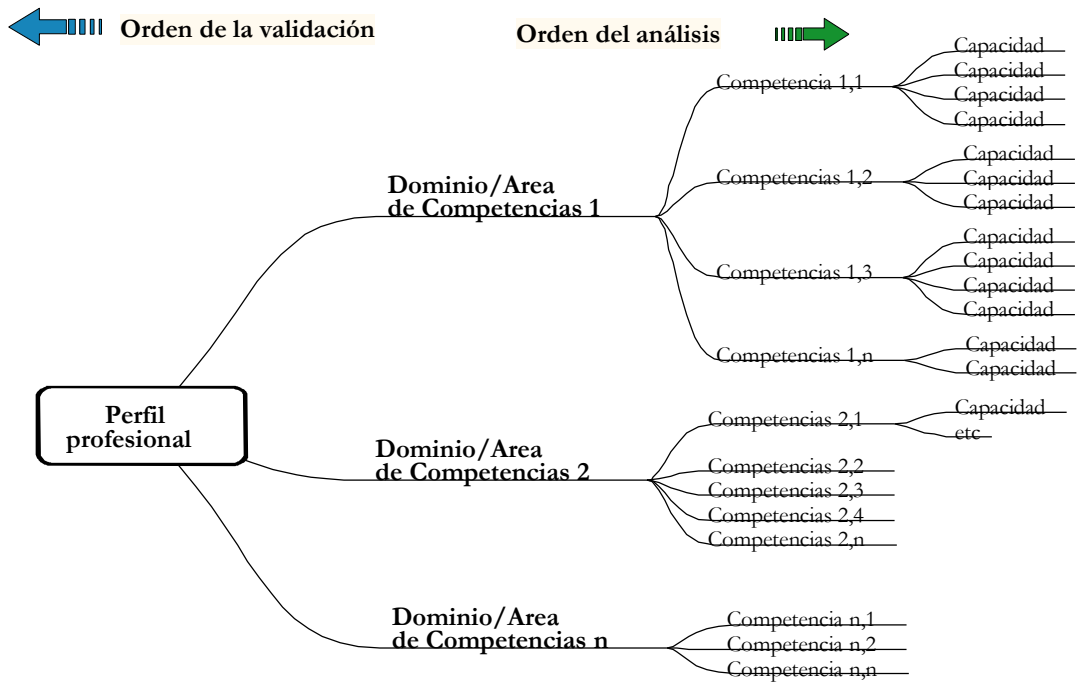 Orden de la validación
Orden del análisis
Perfil
profesional
Dominio/Area
de Competencias 1
Competencia 1,1
Capacidad
Capacidad
Capacidad
Capacidad
Competencias 1,2
Capacidad
Capacidad
Capacidad
Competencias 1,3
Capacidad
Capacidad
Capacidad
Capacidad
Competencias 1,n
Capacidad
Capacidad
Dominio/Area
de Competencias 2
Competencias 2,1
Capacidad
etc
Competencias 2,2
Competencias 2,3
Competencias 2,4
Competencias 2,n
Dominio/Area
de Competencias n
Competencia n,1
Competencia n,2
Competencia n,n